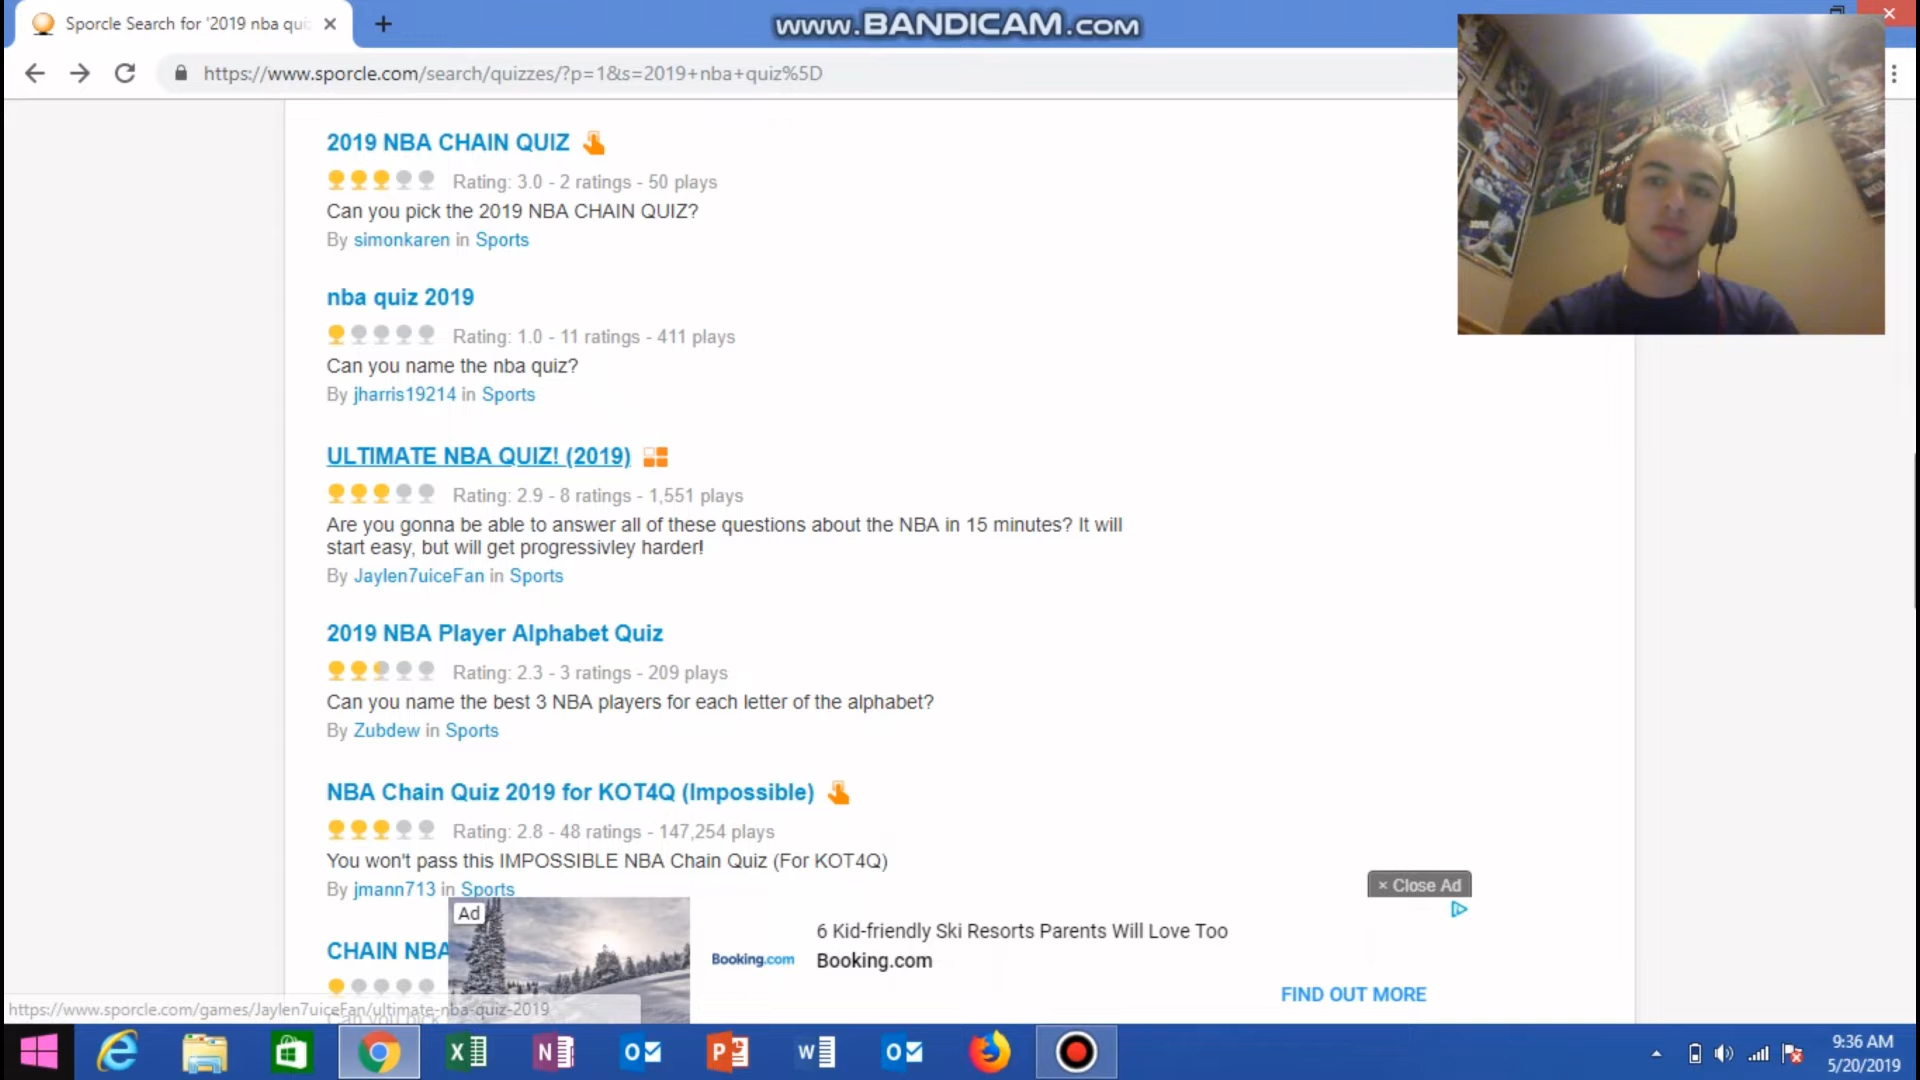 Sporcle Search for '2019 nba qui
www.BANDICAM.com
https://www.sporcle.com/search/quizzes/?p=1&s=2019+nba+quiz%5D
2019 NBA CHAIN QUIZ
Rating: 3.0 - 2 ratings - 50 plays
Can you pick the 2019 NBA CHAIN QUIZ?
By simonkaren in Sports
nba quiz 2019
Rating: 1.0 - 11 ratings - 411 plays
Can you name the nba quiz?
By jharris19214 in Sports
ULTIMATE NBA QUIZ! (2019)
Rating: 2.9 - 8 ratings - 1,551 plays
Are you gonna be able to answer all of these questions about the NBA in 15 minutes? It will
start easy, but will get progressivley harder!
By Jaylen7uiceFan in Sports
2019 NBA Player Alphabet Quiz
Rating: 2.3 - 3 ratings - 209 plays
Can you name the best 3 NBA players for each letter of the alphabet?
By Zubdew in Sports
NBA Chain Quiz 2019 for KOT4Q (Impossible)
Rating: 2.8 - 48 ratings - 147,254 plays
You won't pass this IMPOSSIBLE NBA Chain Quiz (For KOT4Q)
By jmann713 in Sports
× Close Ad
Ad
6 Kid-friendly Ski Resorts Parents Will Love Too
Booking.com
Booking.com
FIND OUT MORE
CHAIN NBA
https://www.sporcle.com/games/Jaylen7uiceFan/ultimate-nba-quiz-2019
Can you pick
9:36 AM
5/20/2019